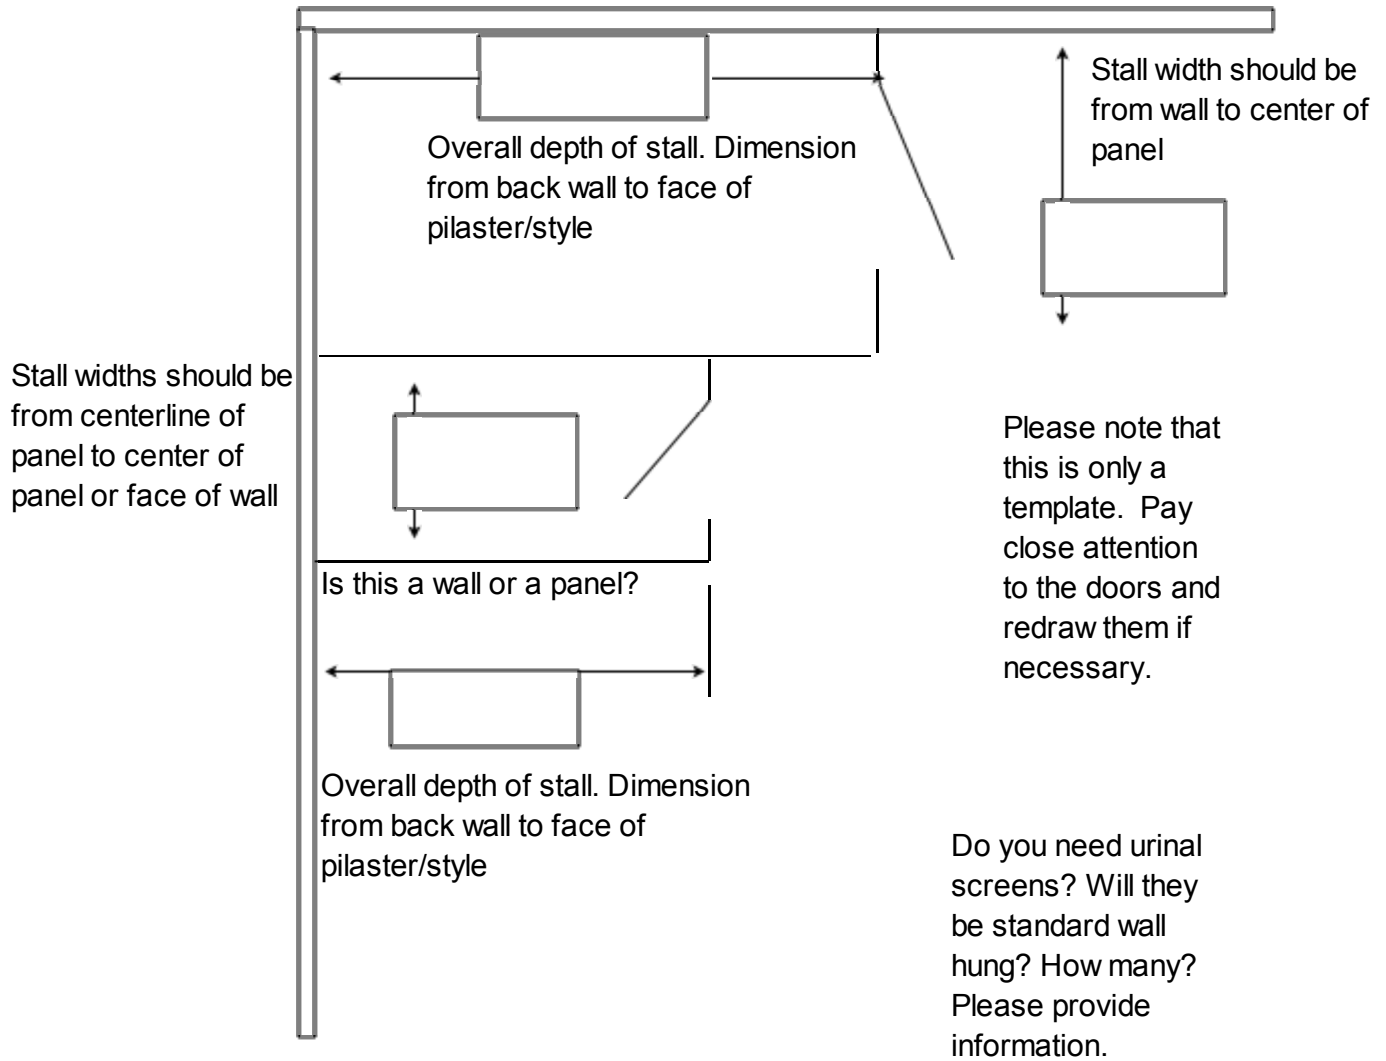 Stall width should be
from wall to center of
panel
Overall depth of stall. Dimension
from back wall to face of
pilaster/style
Stall widths should be
from centerline of
panel to center of
panel or face of wall
Please note that
this is only a
template.  Pay
close attention
to the doors and
redraw them if
necessary.
Is this a wall or a panel?
Overall depth of stall. Dimension
from back wall to face of
pilaster/style
Do you need urinal
screens? Will they
be standard wall
hung? How many?
Please provide
information.